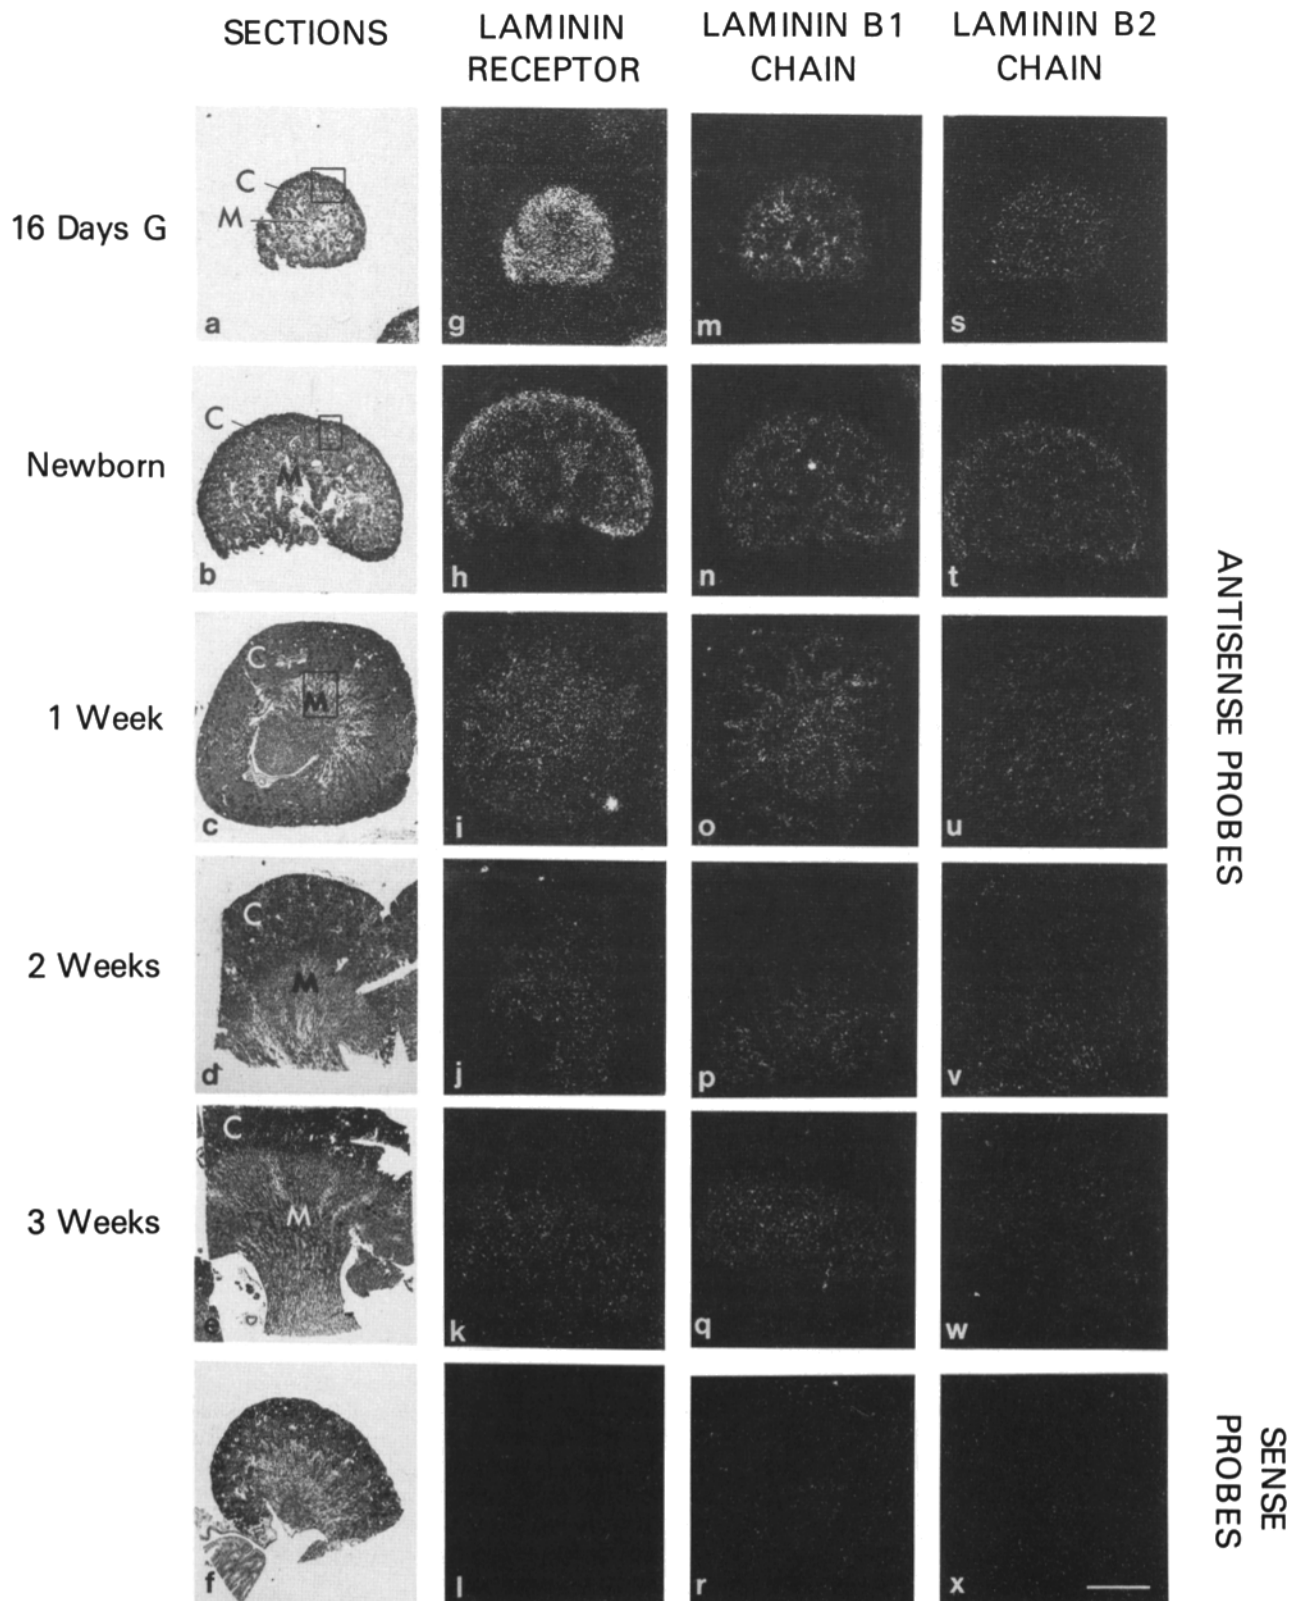 SECTIONS
LAMININ
RECEPTOR
LAMININ B1
CHAIN
LAMININ B2
CHAIN
16 Days G
C
M
a
g
m
s
Newborn
C
M
b
h
n
t
1 Week
C
M
c
i
o
u
2 Weeks
C
M
d
j
p
v
3 Weeks
C
M
e
k
q
w
f
l
r
x
ANTISENSE PROBES
SENSE
PROBES